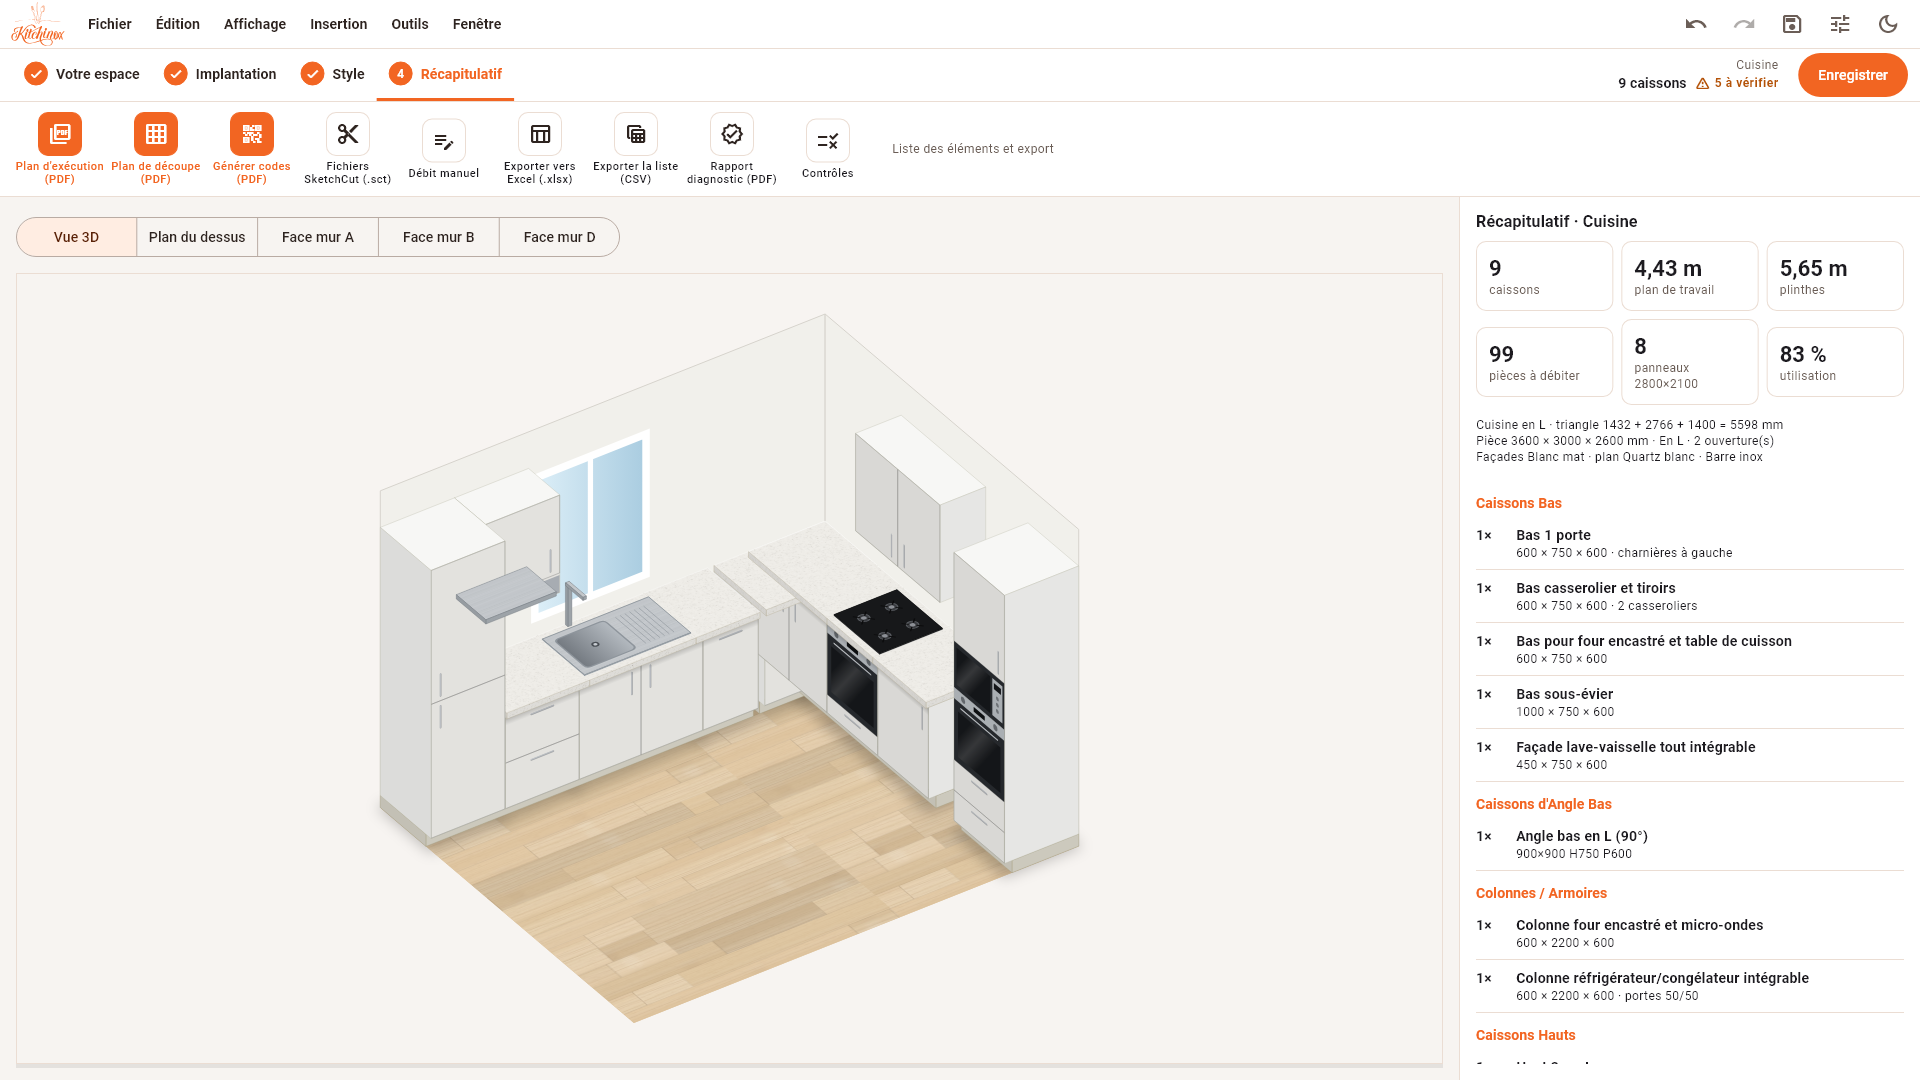 Kitchinox
Fichier Édition Affichage Insertion Outils Fenêtre
Votre espace Implantation Style 4 Récapitulatif
Cuisine
9 caissons 5 à vérifier
Enregistrer
Plan d'exécution (PDF)
Plan de découpe (PDF)
Générer codes (PDF)
Fichiers SketchCut (.sct)
Débit manuel
Exporter vers Excel (.xlsx)
Exporter la liste (CSV)
Rapport diagnostic (PDF)
Contrôles
Liste des éléments et export
Vue 3D Plan du dessus Face mur A Face mur B Face mur D
Récapitulatif · Cuisine
9
caissons
4,43 m
plan de travail
5,65 m
plinthes
99
pièces à débiter
8
panneaux
2800×2100
83 %
utilisation
Cuisine en L · triangle 1432 + 2766 + 1400 = 5598 mm
Pièce 3600 × 3000 × 2600 mm · En L · 2 ouverture(s)
Façades Blanc mat · plan Quartz blanc · Barre inox
Caissons Bas
1× Bas 1 porte
600 × 750 × 600 · charnières à gauche
1× Bas casserolier et tiroirs
600 × 750 × 600 · 2 casseroliers
1× Bas pour four encastré et table de cuisson
600 × 750 × 600
1× Bas sous-évier
1000 × 750 × 600
1× Façade lave-vaisselle tout intégrable
450 × 750 × 600
Caissons d'Angle Bas
1× Angle bas en L (90°)
900×900 H750 P600
Colonnes / Armoires
1× Colonne four encastré et micro-ondes
600 × 2200 × 600
1× Colonne réfrigérateur/congélateur intégrable
600 × 2200 × 600 · portes 50/50
Caissons Hauts